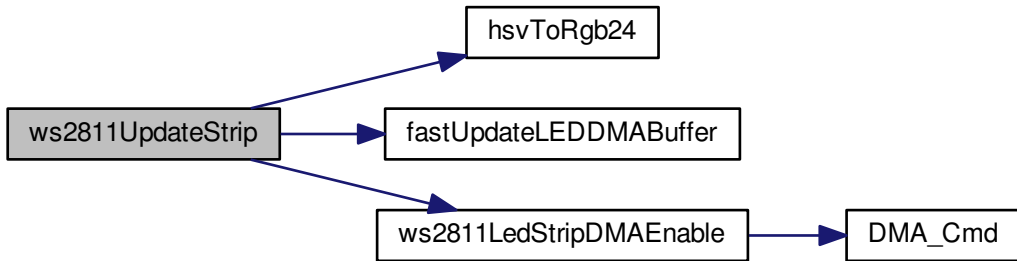 hsvToRgb24
ws2811UpdateStrip
fastUpdateLEDDMABuffer
ws2811LedStripDMAEnable
DMA_Cmd